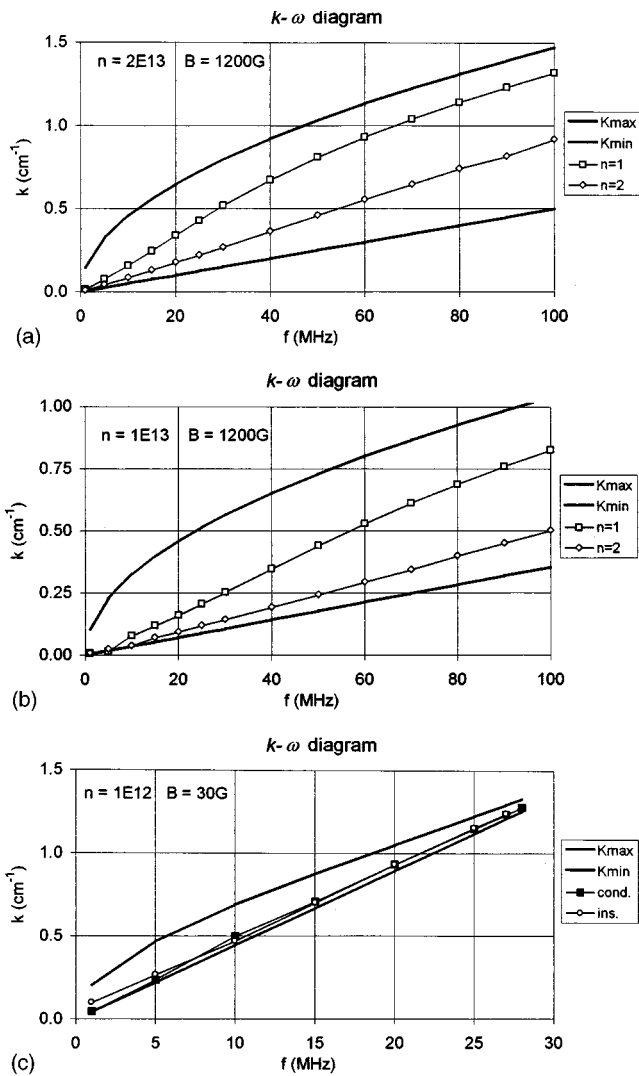 k- ω diagram
1.5
n = 2E13 B = 1200G
1.0
k (cm⁻¹)
0.5
0.0
0 20 40 60 80 100
f (MHz)
Kmax
Kmin
n=1
n=2
(a)
k- ω diagram
1.00
n = 1E13 B = 1200G
0.75
k (cm⁻¹)
0.50
0.25
0.00
0 20 40 60 80 100
f (MHz)
Kmax
Kmin
n=1
n=2
(b)
k- ω diagram
1.5
n = 1E12 B = 30G
1.0
k (cm⁻¹)
0.5
0.0
0 5 10 15 20 25 30
f (MHz)
Kmax
Kmin
cond.
ins.
(c)